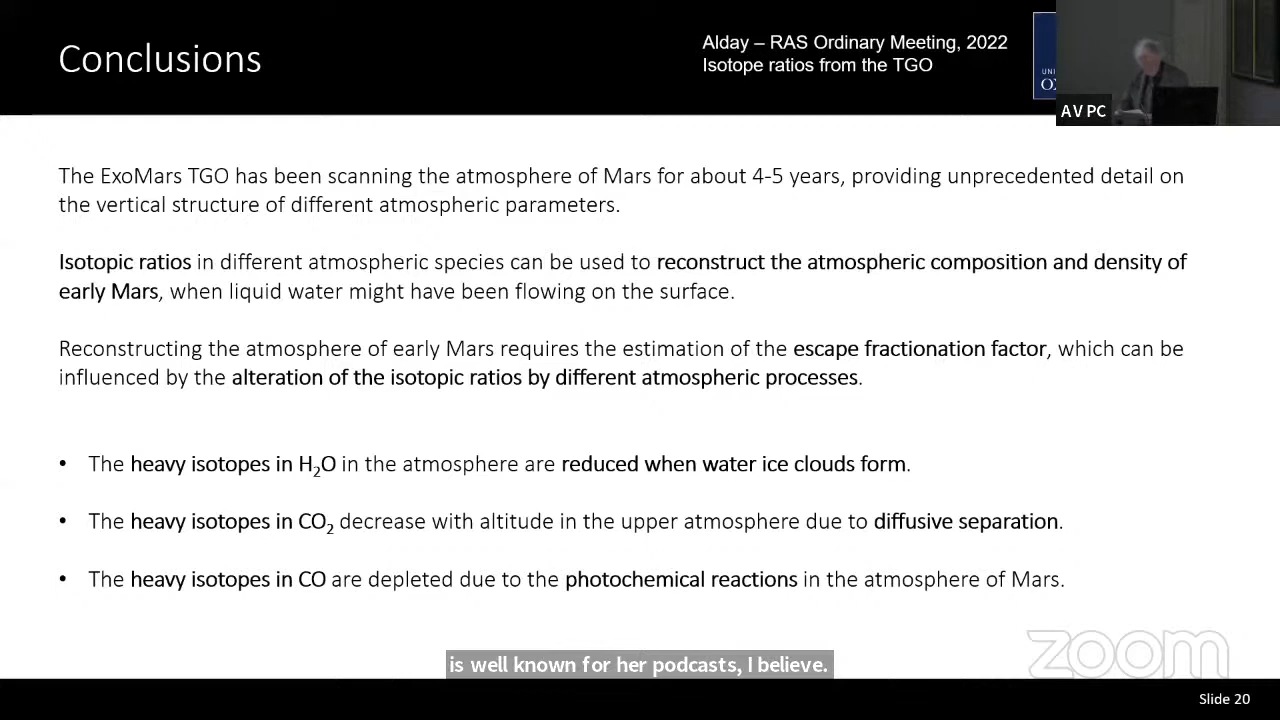 Conclusions
Alday – RAS Ordinary Meeting, 2022
Isotope ratios from the TGO
UNI
OX
AV PC
The ExoMars TGO has been scanning the atmosphere of Mars for about 4-5 years, providing unprecedented detail on
the vertical structure of different atmospheric parameters.
Isotopic ratios in different atmospheric species can be used to reconstruct the atmospheric composition and density of
early Mars, when liquid water might have been flowing on the surface.
Reconstructing the atmosphere of early Mars requires the estimation of the escape fractionation factor, which can be
influenced by the alteration of the isotopic ratios by different atmospheric processes.
• The heavy isotopes in H₂O in the atmosphere are reduced when water ice clouds form.
• The heavy isotopes in CO₂ decrease with altitude in the upper atmosphere due to diffusive separation.
• The heavy isotopes in CO are depleted due to the photochemical reactions in the atmosphere of Mars.
zoom
is well known for her podcasts, I believe.
Slide 20